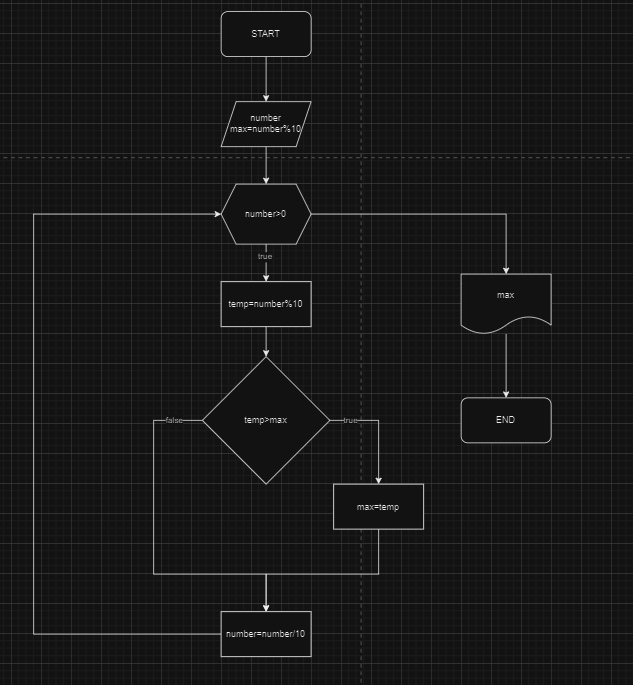 START
number
max=number%10
number>0
true
temp=number%10
max
temp>max
false
true
END
max=temp
number=number/10